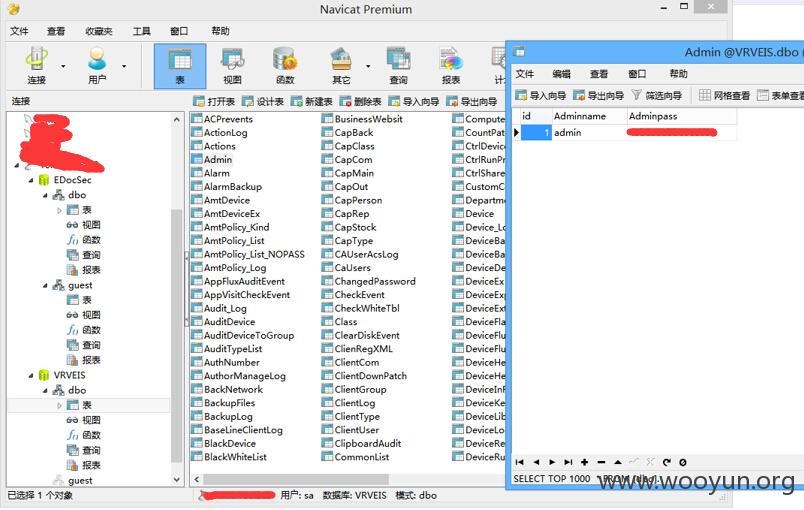 Navicat Premium
文件 查看 收藏夹 工具 窗口 帮助
连接 用户 表 视图 函数 其它 查询 报表
连接
打开表 设计表 新建表 删除表 导入向导 导出向导
EDocSec
dbo
表
视图
函数
查询
报表
guest
表
视图
函数
查询
报表
VRVEIS
dbo
表
视图
函数
查询
报表
guest
ACPrevents
ActionLog
Actions
Admin
Alarm
AlarmBackup
AmtDevice
AmtDeviceEx
AmtPolicy_Kind
AmtPolicy_List
AmtPolicy_List_NOPASS
AmtPolicy_Log
AppFluxAuditEvent
AppVisitCheckEvent
Audit_Log
AuditDevice
AuditDeviceToGroup
AuditTypeList
AuthNumber
AuthorManageLog
BackNetwork
BackupFiles
BackupLog
BaseLineClientLog
BlackDevice
BlackWhiteList
BusinessWebsit
CapBack
CapClass
CapCom
CapMain
CapOut
CapPerson
CapRep
CapStock
CapType
CAUserAcsLog
CaUsers
ChangedPassword
CheckEvent
CheckWhiteTbl
Class
ClearDiskEvent
ClienRegXML
ClientCom
ClientDownPatch
ClientGroup
ClientLog
ClientType
ClientUser
ClipboardAudit
CommonList
Compute
CountPat
CtrlDevic
CtrlRunPr
CtrlShare
CustomC
Departme
Device
Device_Lo
DeviceBa
DeviceBa
DeviceDe
DeviceEx
DeviceExp
DeviceExt
DeviceFla
DeviceFlu
DeviceFlu
DeviceHa
DeviceHe
DeviceInF
DeviceKe
DeviceLib
DeviceLo
DeviceLo
DeviceRu
已选择 1 个对象
用户: sa 数据库: VRVEIS 模式: dbo
Admin @VRVEIS.dbo (
文件 编辑 查看 窗口 帮助
导入向导 导出向导 筛选向导 网格查看 表单查看
id Adminname Adminpass
1 admin
SELECT TOP 1000 * FROM [dbo].
www.wooyun.org